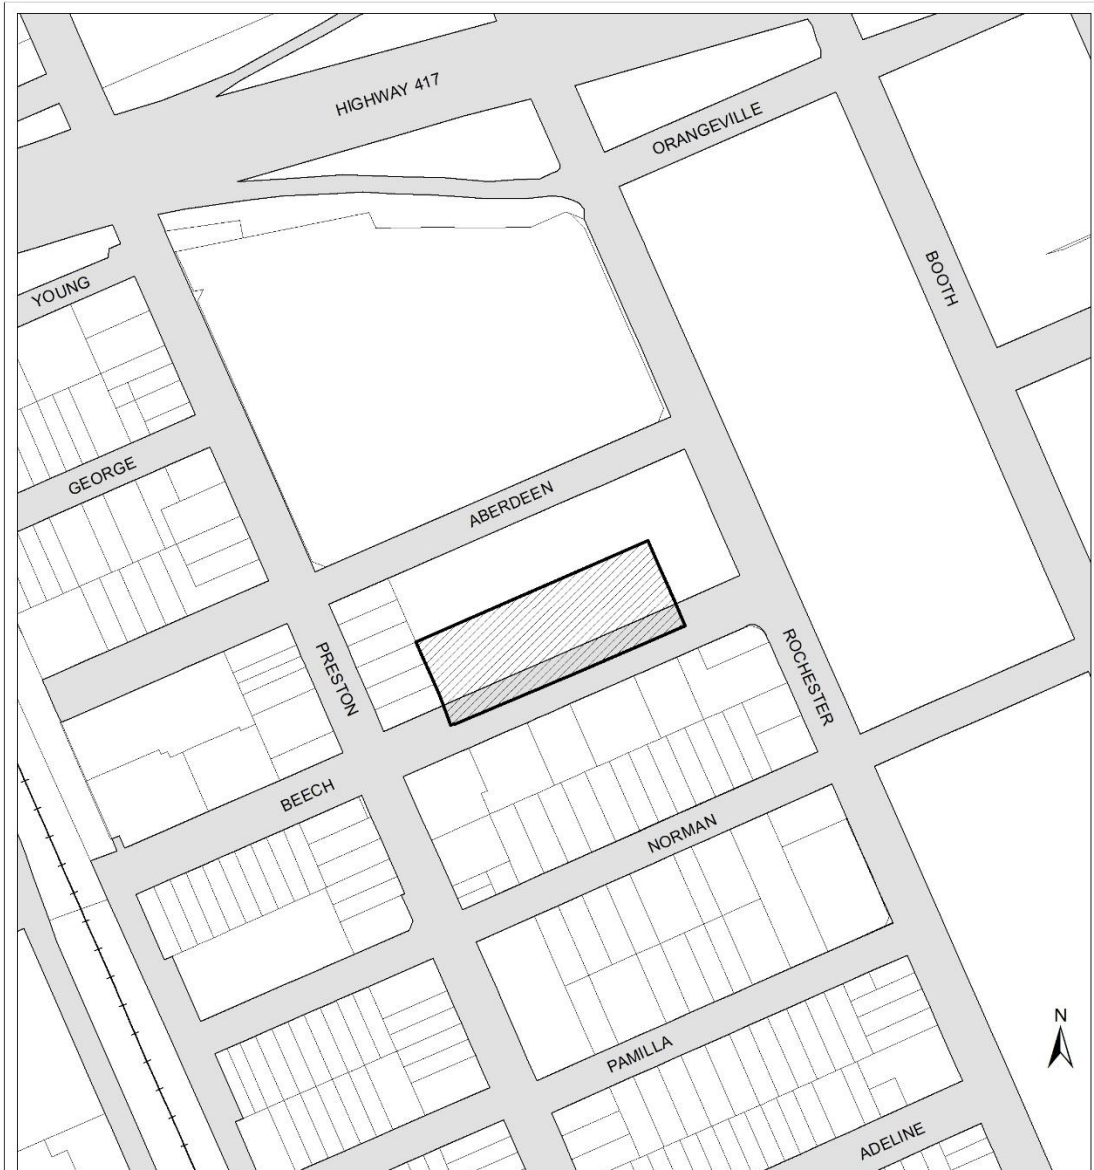 HIGHWAY 417
ORANGEVILLE
BOOTH
YOUNG
GEORGE
ABERDEEN
PRESTON
ROCHESTER
BEECH
NORMAN
N
PAMILLA
ADELINE